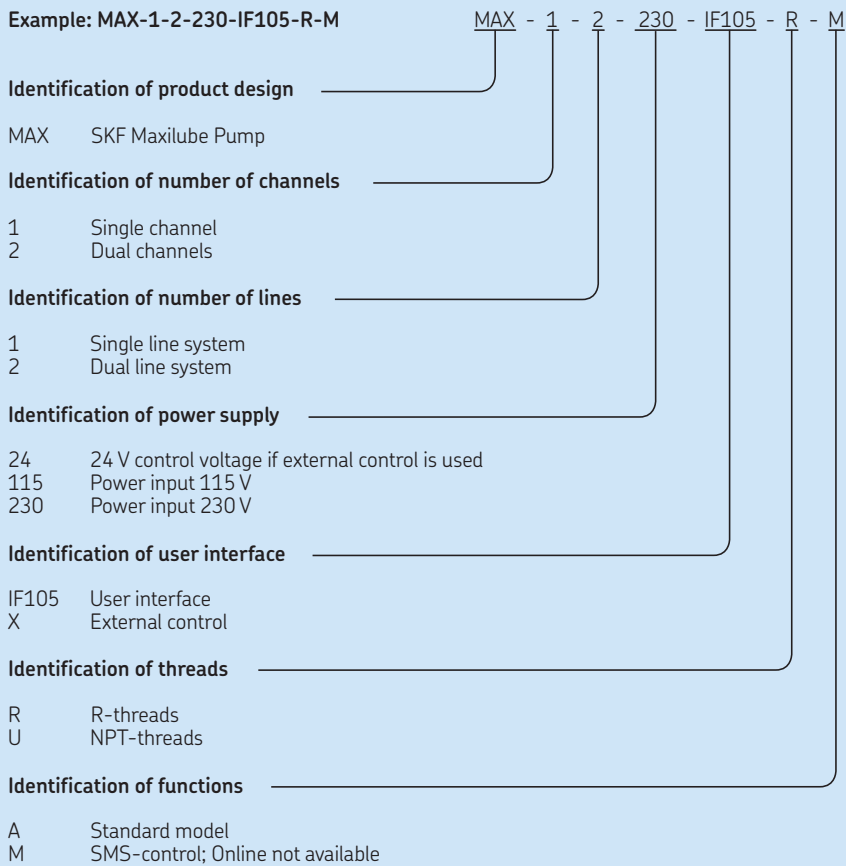 Example: MAX-1-2-230-IF105-R-M MAX - 1 - 2 - 230 - IF105 - R - M
Identification of product design
MAX SKF Maxilube Pump
Identification of number of channels
1 Single channel
2 Dual channels
Identification of number of lines
1 Single line system
2 Dual line system
Identification of power supply
24 24 V control voltage if external control is used
115 Power input 115 V
230 Power input 230 V
Identification of user interface
IF105 User interface
X External control
Identification of threads
R R-threads
U NPT-threads
Identification of functions
A Standard model
M SMS-control; Online not available